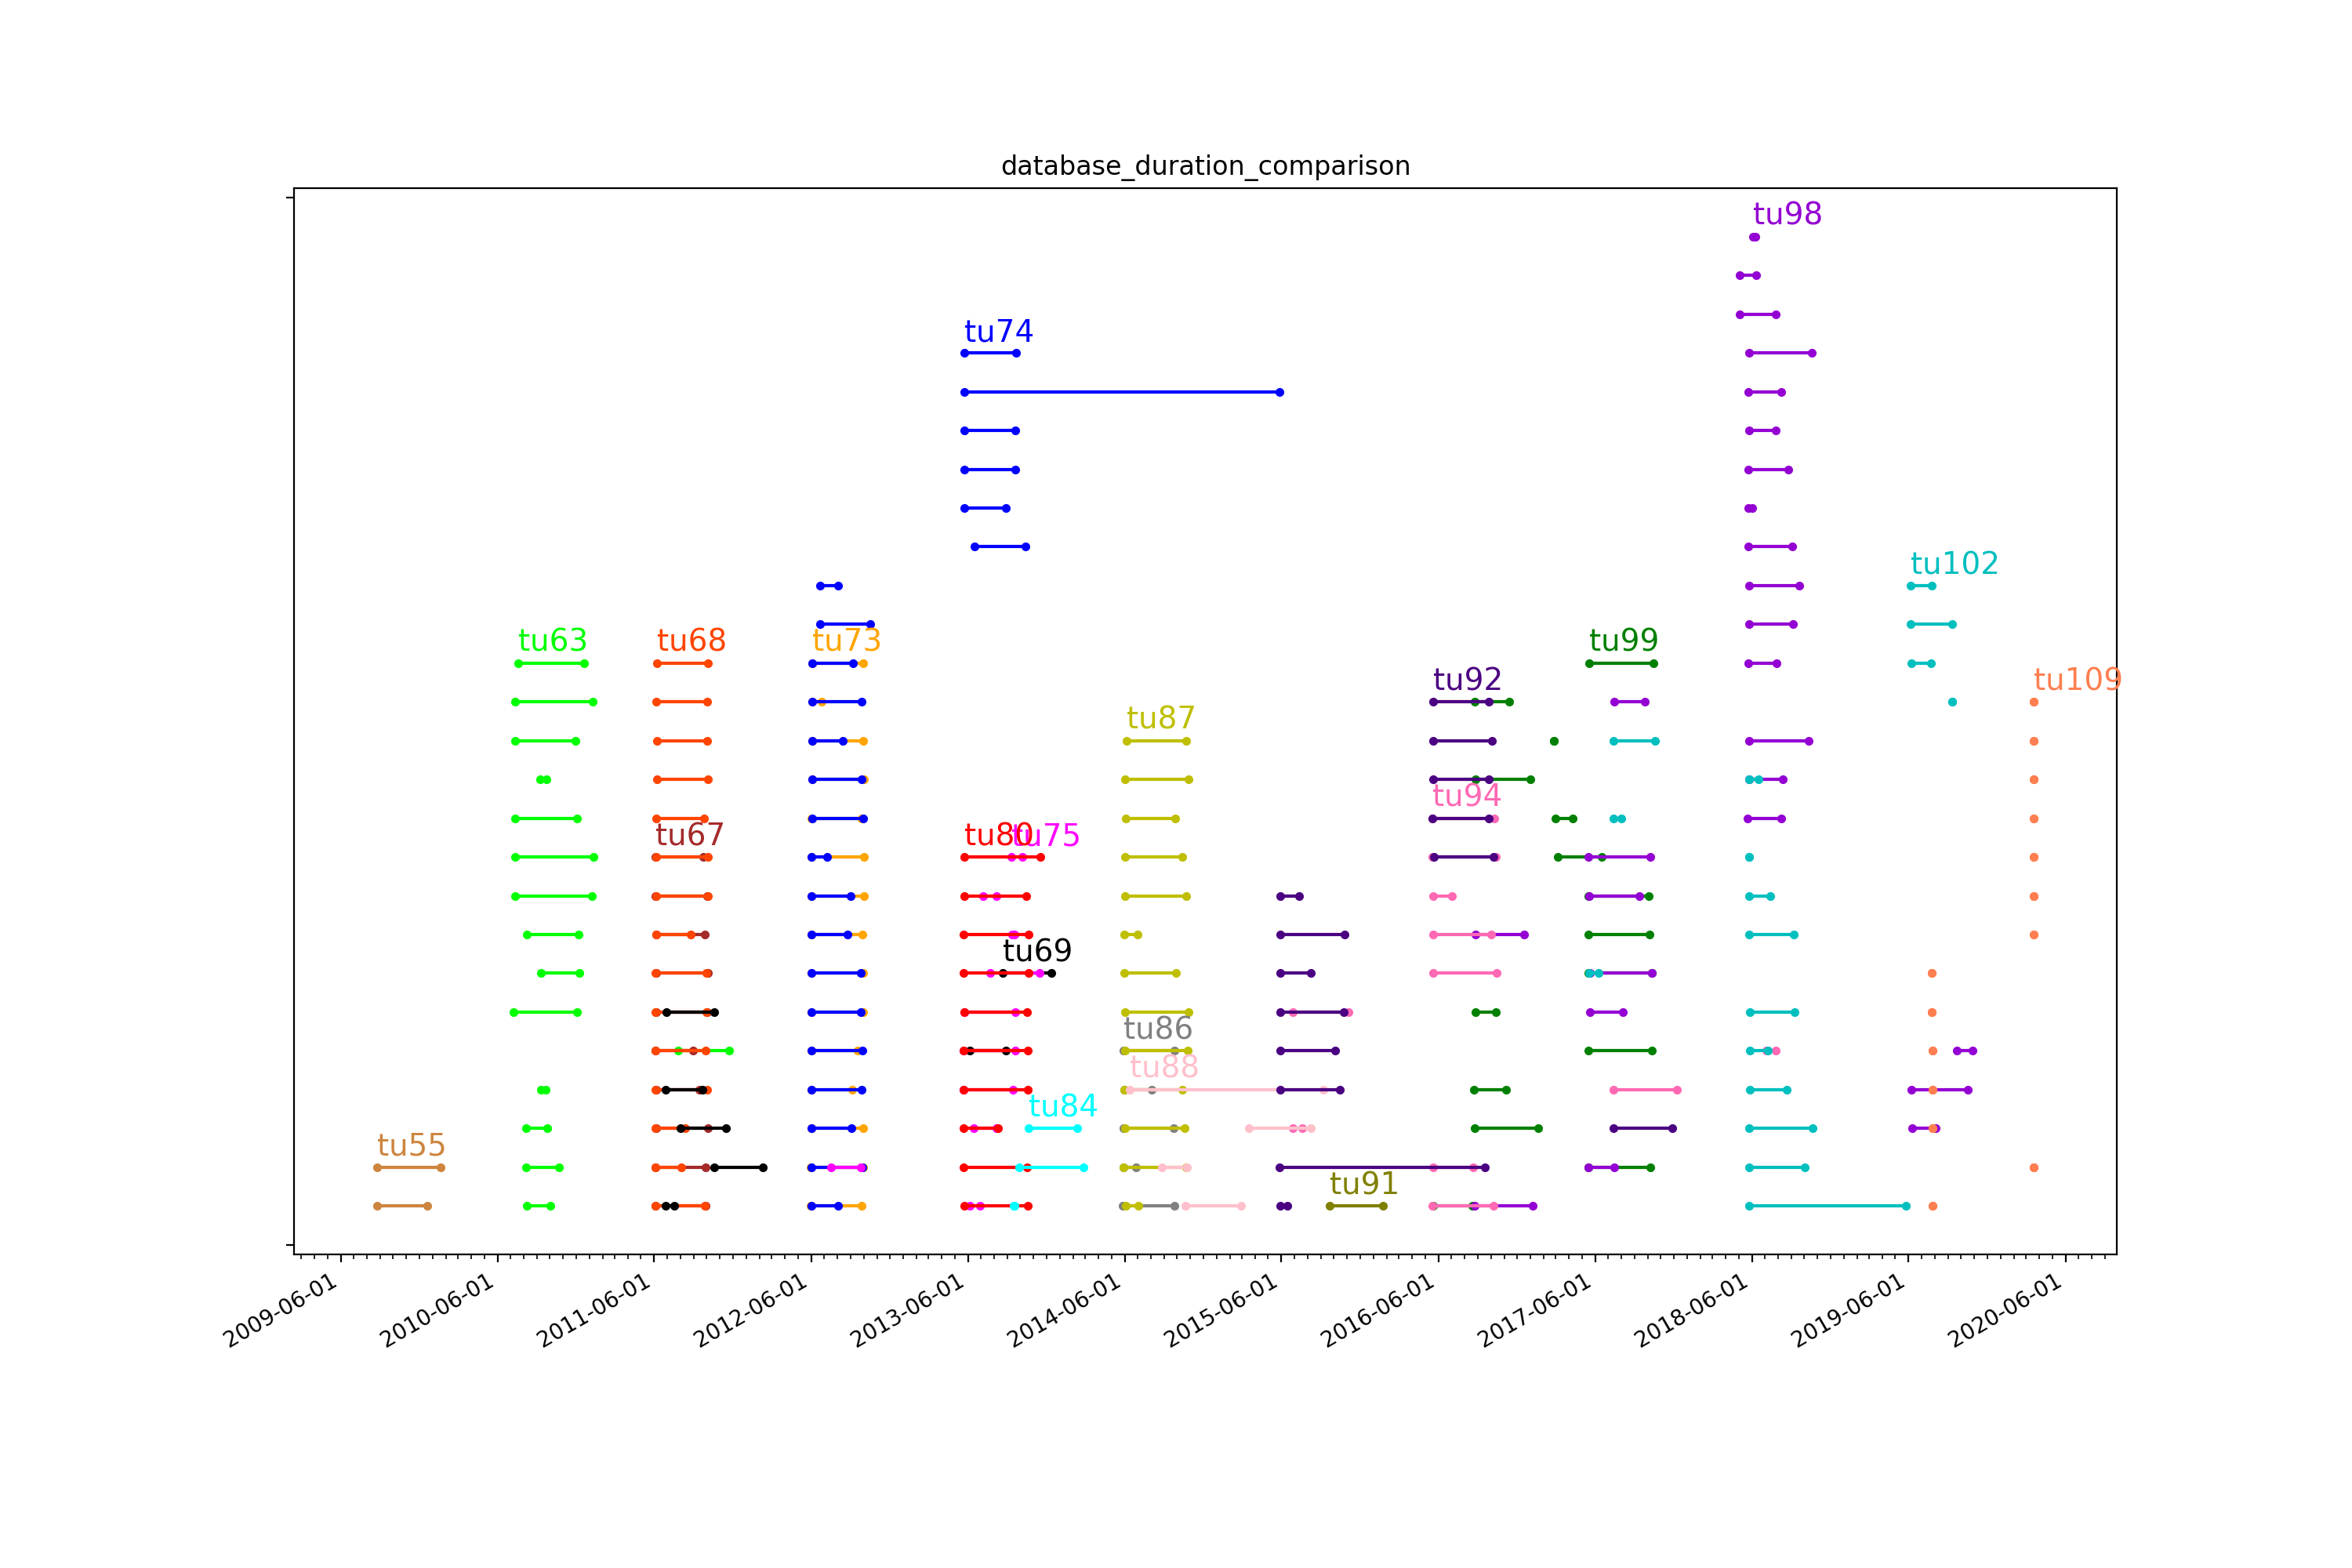 database_duration_comparison
tu98
tu74
tu102
tu63
tu68
tu73
tu99
tu92
tu109
tu87
tu94
tu67
tu80
tu75
tu69
tu86
tu88
tu84
tu55
tu91
2009-06-01
2010-06-01
2011-06-01
2012-06-01
2013-06-01
2014-06-01
2015-06-01
2016-06-01
2017-06-01
2018-06-01
2019-06-01
2020-06-01